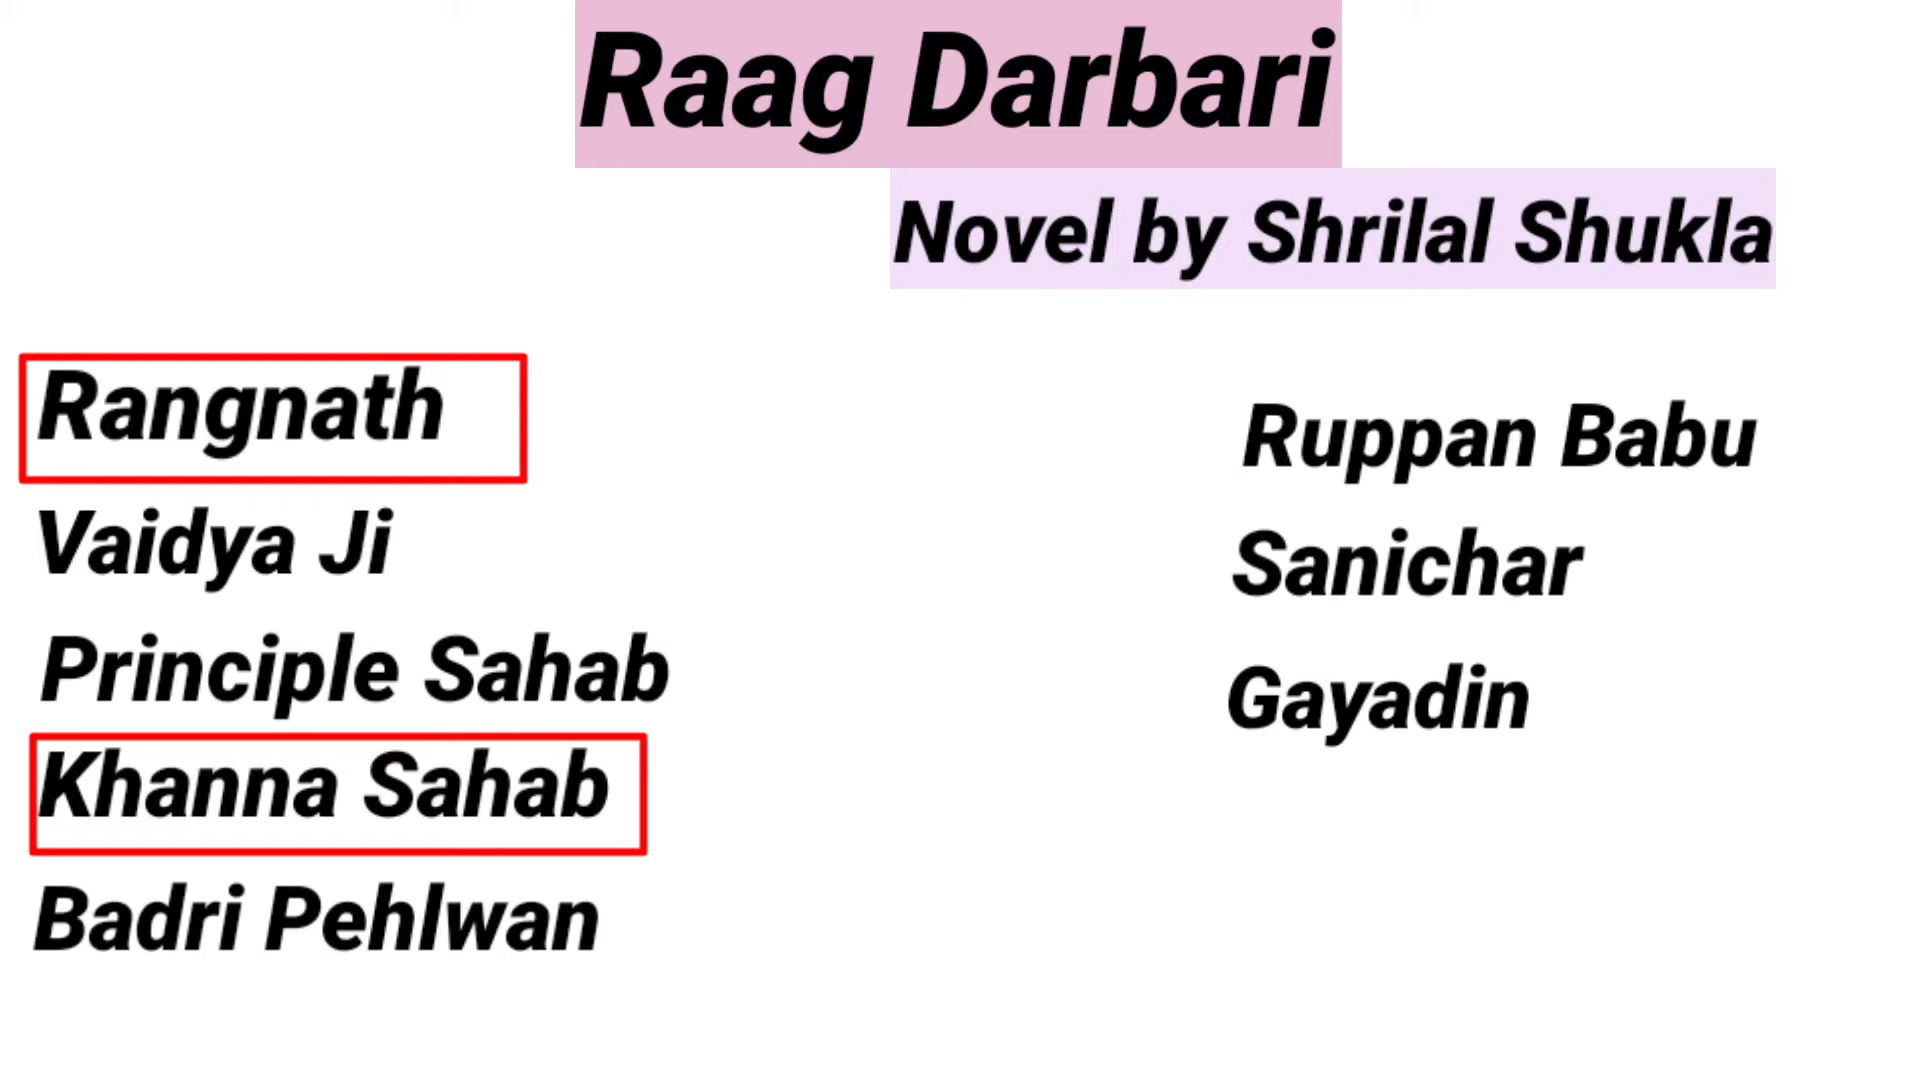 Raag Darbari
Novel by Shrilal Shukla
Rangnath
Vaidya Ji
Principle Sahab
Khanna Sahab
Badri Pehlwan
Ruppan Babu
Sanichar
Gayadin